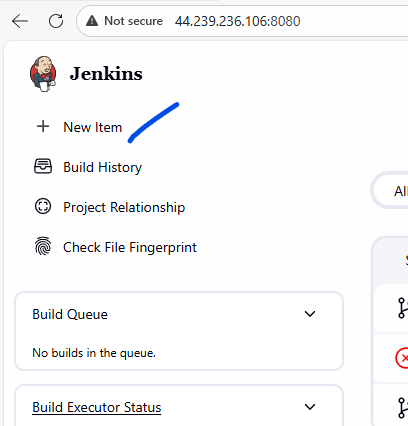 Not secure 44.239.236.106:8080
Jenkins
New Item
Build History
Project Relationship
Check File Fingerprint
All
Build Queue
No builds in the queue.
Build Executor Status